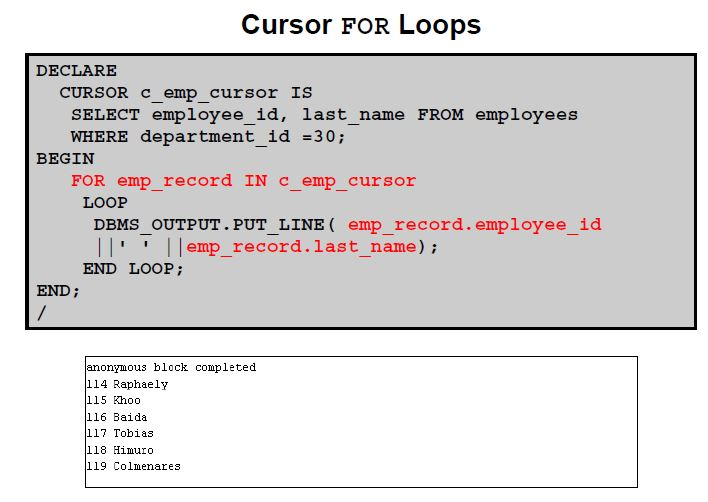 Cursor FOR Loops
DECLARE
CURSOR c_emp_cursor IS
SELECT employee_id, last_name FROM employees
WHERE department_id =30;
BEGIN
FOR emp_record IN c_emp_cursor
LOOP
DBMS_OUTPUT.PUT_LINE( emp_record.employee_id
||' ' ||emp_record.last_name);
END LOOP;
END;
/
anonymous block completed
114 Raphaely
115 Khoo
116 Baida
117 Tobias
118 Himuro
119 Colmenares